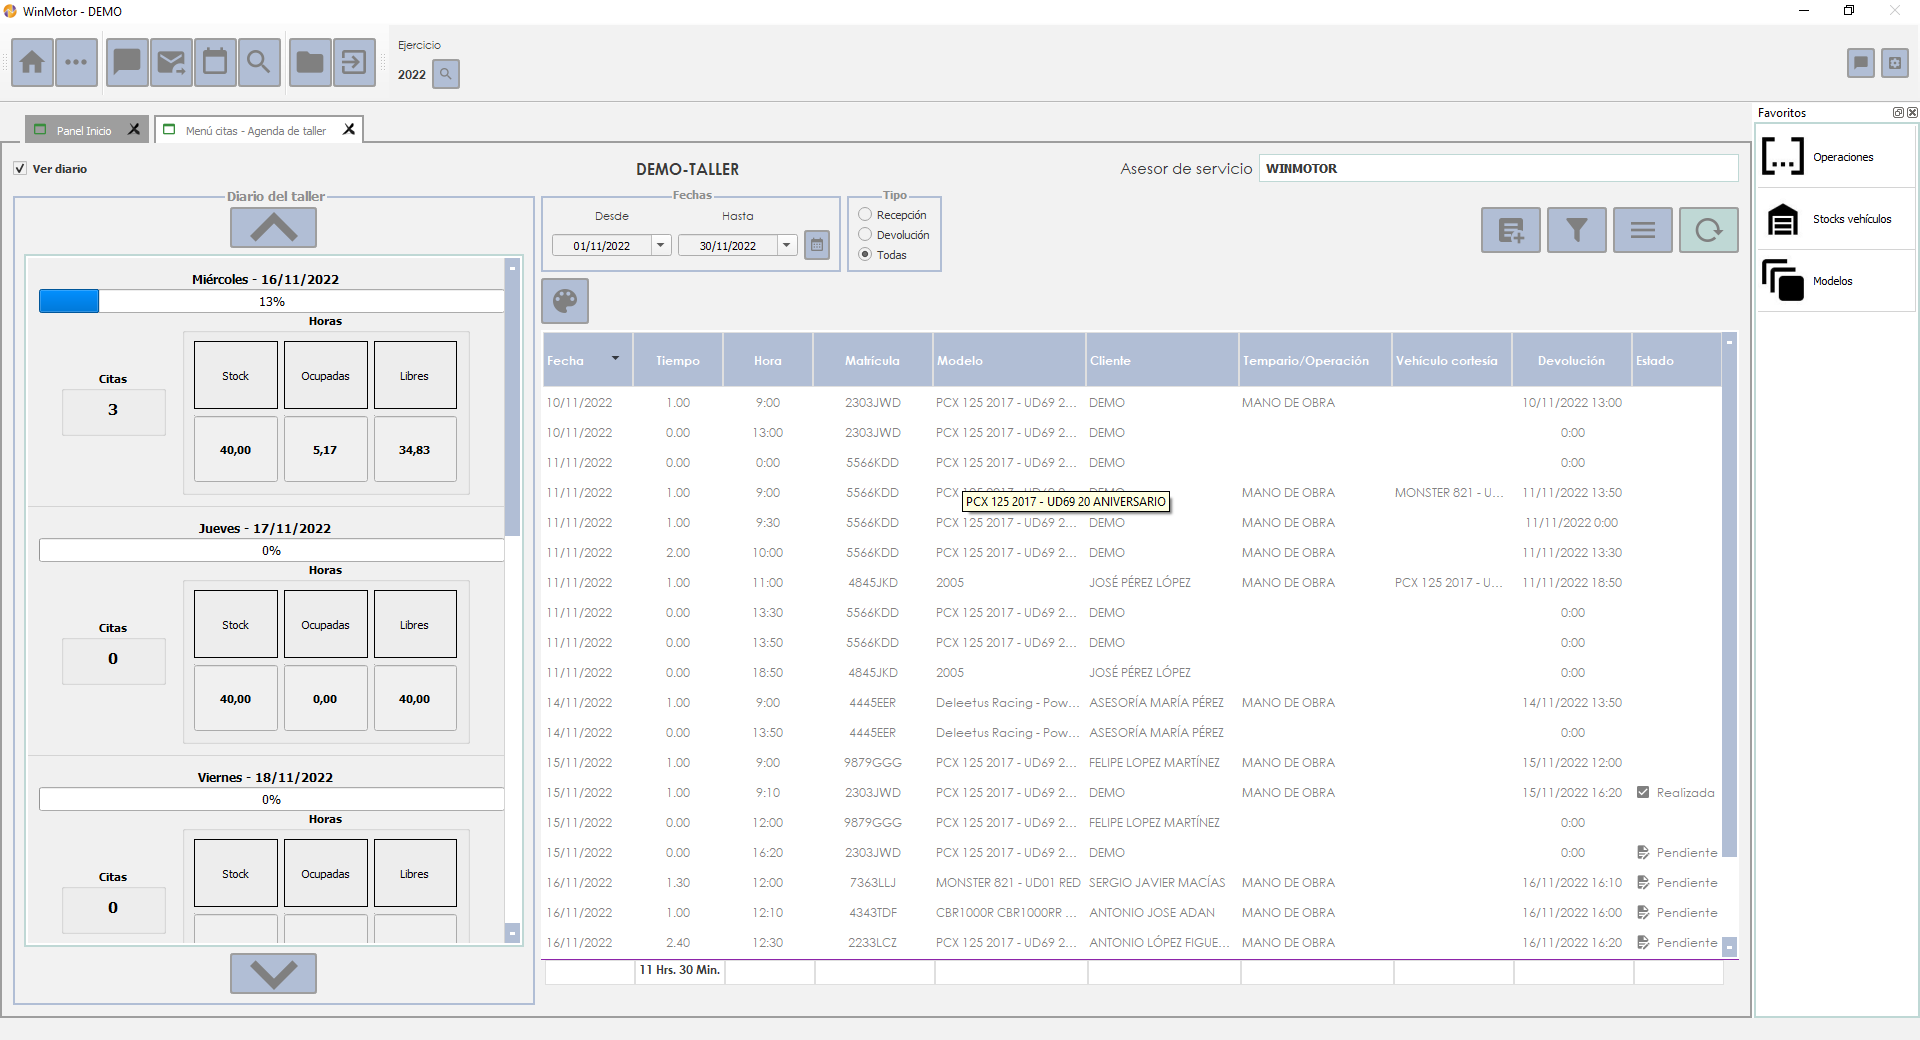 WinMotor - DEMO
Ejercicio
2022
Panel Inicio
Menú citas - Agenda de taller
Favoritos
Operaciones
Stocks vehículos
Modelos
Ver diario
DEMO-TALLER
Asesor de servicio WINMOTOR
Diario del taller
Miércoles - 16/11/2022
13%
Horas
Citas
3
Stock Ocupadas Libres
40,00 5,17 34,83
Jueves - 17/11/2022
0%
Horas
Citas
0
Stock Ocupadas Libres
40,00 0,00 40,00
Viernes - 18/11/2022
0%
Horas
Citas
0
Stock Ocupadas Libres
Fechas
Desde Hasta
01/11/2022 30/11/2022
Tipo
Recepción
Devolución
Todas
Fecha Tiempo Hora Matrícula Modelo Cliente Tempario/Operación Vehículo cortesía Devolución Estado
10/11/2022 1.00 9:00 2303JWD PCX 125 2017 - UD69 2... DEMO MANO DE OBRA 10/11/2022 13:00
10/11/2022 0.00 13:00 2303JWD PCX 125 2017 - UD69 2... DEMO 0:00
11/11/2022 0.00 0:00 5566KDD PCX 125 2017 - UD69 2... DEMO 0:00
11/11/2022 1.00 9:00 5566KDD PCX MANO DE OBRA MONSTER 821 - U... 11/11/2022 13:50
PCX 125 2017 - UD69 20 ANIVERSARIO
11/11/2022 1.00 9:30 5566KDD PCX 125 2017 - UD69 2... DEMO MANO DE OBRA 11/11/2022 0:00
11/11/2022 2.00 10:00 5566KDD PCX 125 2017 - UD69 2... DEMO MANO DE OBRA 11/11/2022 13:30
11/11/2022 1.00 11:00 4845JKD 2005 JOSÉ PÉREZ LÓPEZ MANO DE OBRA PCX 125 2017 - U... 11/11/2022 18:50
11/11/2022 0.00 13:30 5566KDD PCX 125 2017 - UD69 2... DEMO 0:00
11/11/2022 0.00 13:50 5566KDD PCX 125 2017 - UD69 2... DEMO 0:00
11/11/2022 0.00 18:50 4845JKD 2005 JOSÉ PÉREZ LÓPEZ 0:00
14/11/2022 1.00 9:00 4445EER Deleetus Racing - Pow... ASESORÍA MARÍA PÉREZ MANO DE OBRA 14/11/2022 13:50
14/11/2022 0.00 13:50 4445EER Deleetus Racing - Pow... ASESORÍA MARÍA PÉREZ 0:00
15/11/2022 1.00 9:00 9879GGG PCX 125 2017 - UD69 2... FELIPE LOPEZ MARTÍNEZ MANO DE OBRA 15/11/2022 12:00
15/11/2022 1.00 9:10 2303JWD PCX 125 2017 - UD69 2... DEMO MANO DE OBRA 15/11/2022 16:20 Realizada
15/11/2022 0.00 12:00 9879GGG PCX 125 2017 - UD69 2... FELIPE LOPEZ MARTÍNEZ 0:00
15/11/2022 0.00 16:20 2303JWD PCX 125 2017 - UD69 2... DEMO 0:00 Pendiente
16/11/2022 1.30 12:00 7363LLJ MONSTER 821 - UD01 RED SERGIO JAVIER MACÍAS MANO DE OBRA 16/11/2022 16:10 Pendiente
16/11/2022 1.00 12:10 4343TDF CBR1000R CBR1000RR ... ANTONIO JOSE ADAN MANO DE OBRA 16/11/2022 16:00 Pendiente
16/11/2022 2.40 12:30 2233LCZ PCX 125 2017 - UD69 2... ANTONIO LÓPEZ FIGUE... MANO DE OBRA 16/11/2022 16:20 Pendiente
11 Hrs. 30 Min.